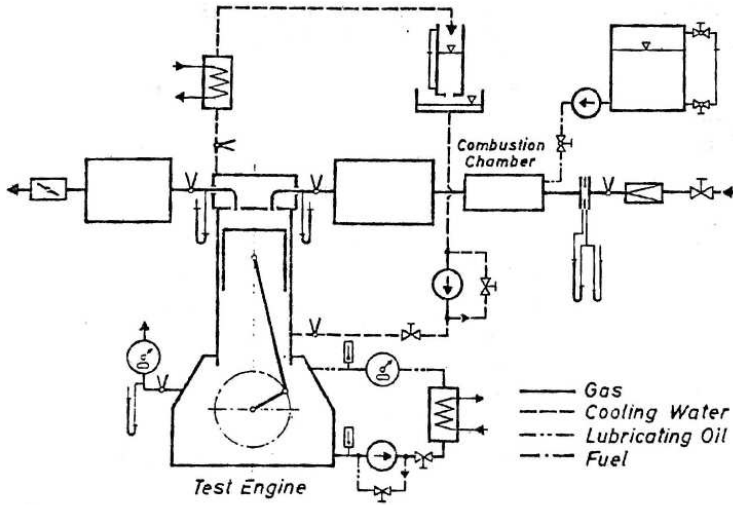 Combustion
Chamber
Gas
Cooling Water
Lubricating Oil
Fuel
Test Engine